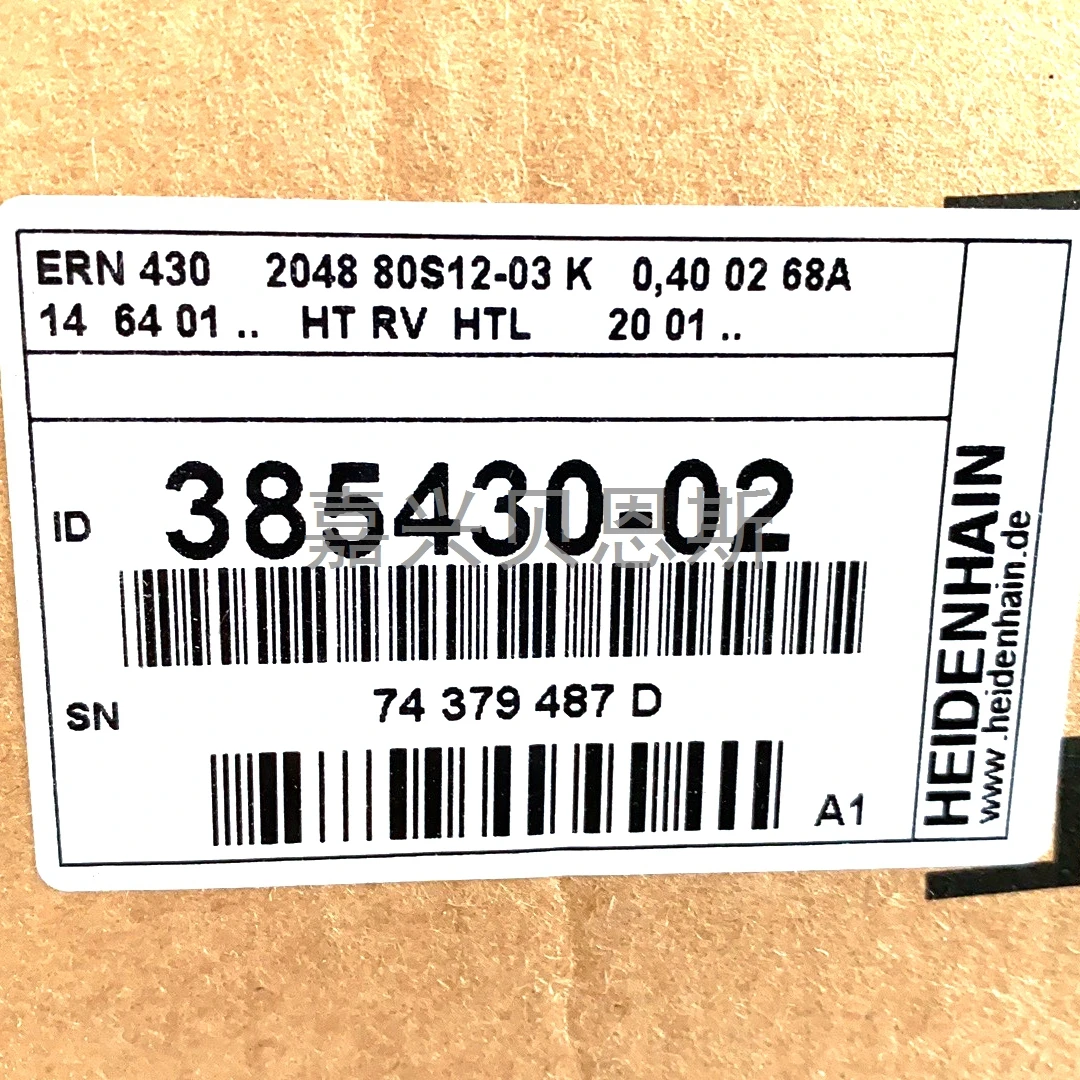 ERN 430 2048 80S12-03 K 0,40 02 68A
14 64 01 .. HT RV HTL 20 01 ..
ID 385430-02
嘉兴贝恩斯
SN 74 379 487 D
A1
HEIDENHAIN
www.heidenhain.de